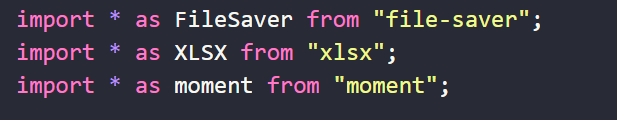 import * as FileSaver from "file-saver";
import * as XLSX from "xlsx";
import * as moment from "moment";